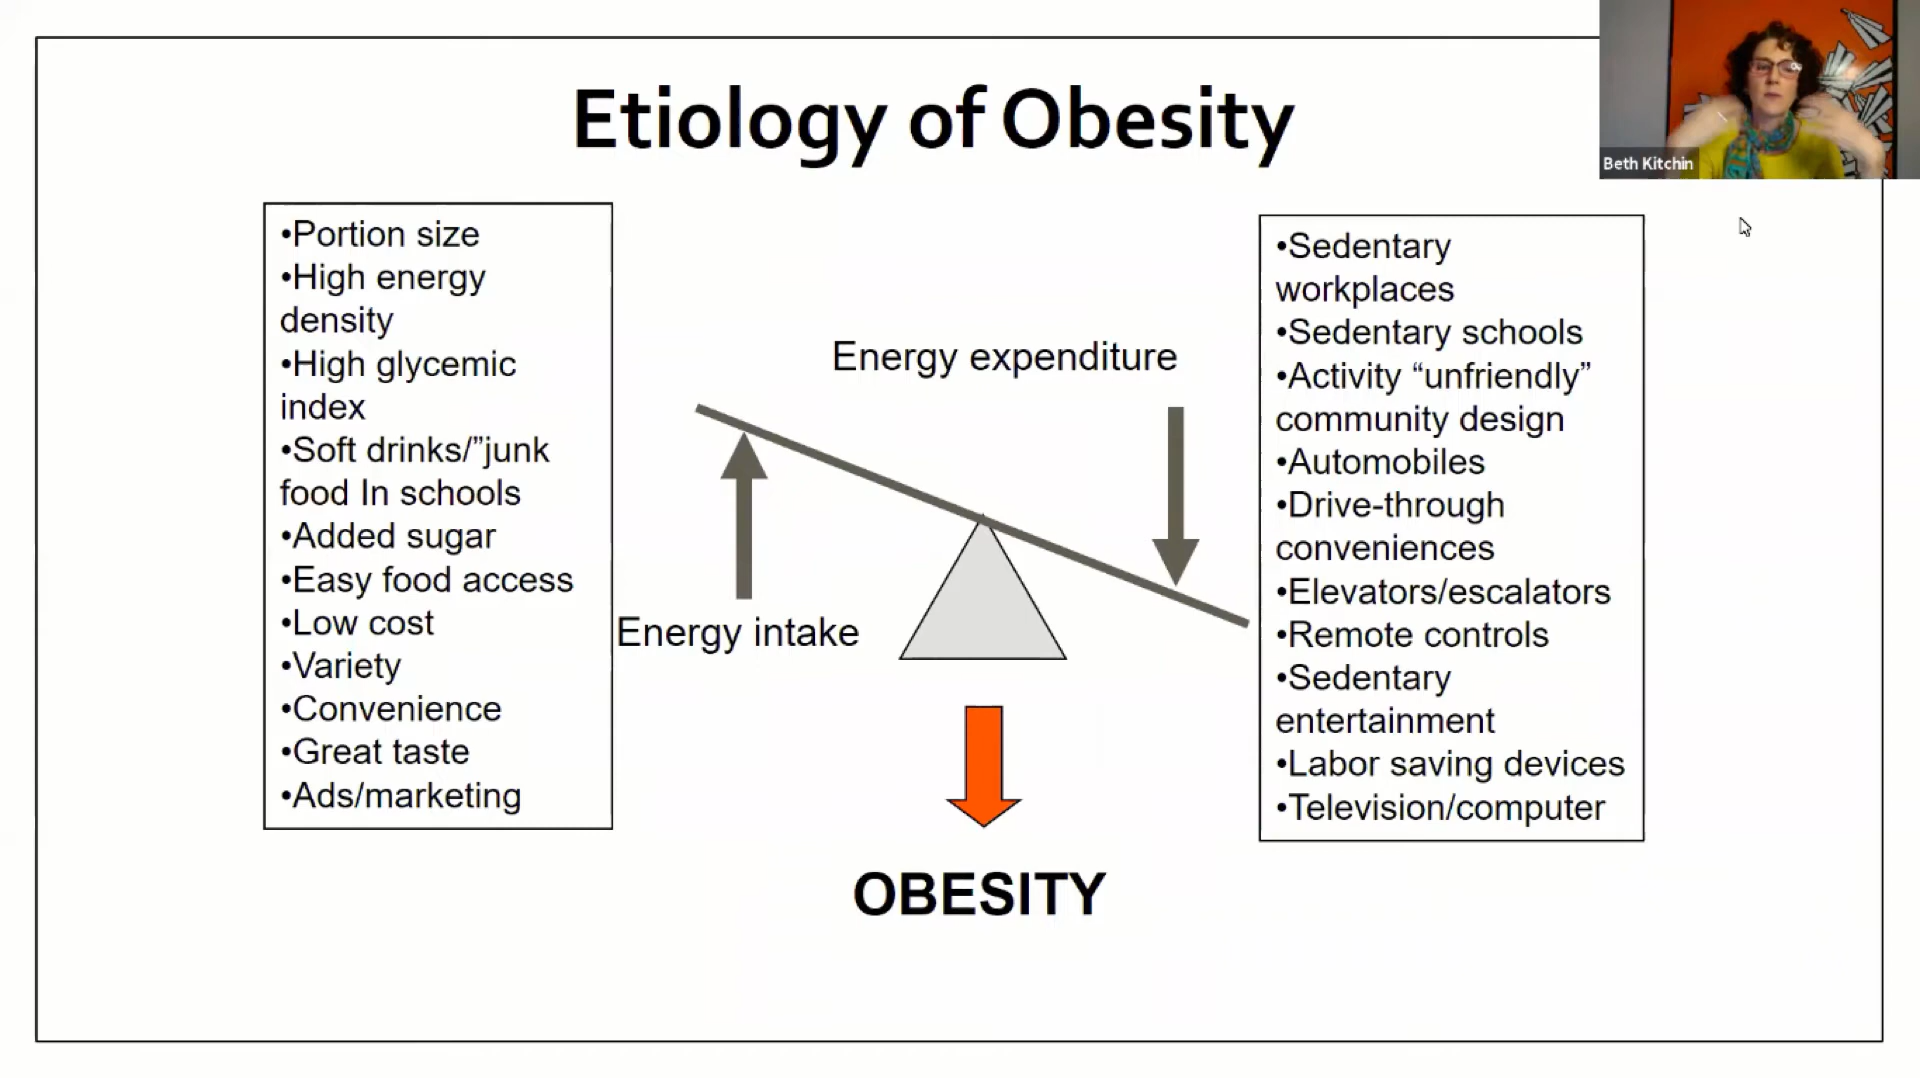 Etiology of Obesity
Beth Kitchin
•Portion size
•High energy
density
•High glycemic
index
•Soft drinks/”junk
food In schools
•Added sugar
•Easy food access
•Low cost
•Variety
•Convenience
•Great taste
•Ads/marketing
Energy expenditure
Energy intake
OBESITY
•Sedentary
workplaces
•Sedentary schools
•Activity “unfriendly”
community design
•Automobiles
•Drive-through
conveniences
•Elevators/escalators
•Remote controls
•Sedentary
entertainment
•Labor saving devices
•Television/computer